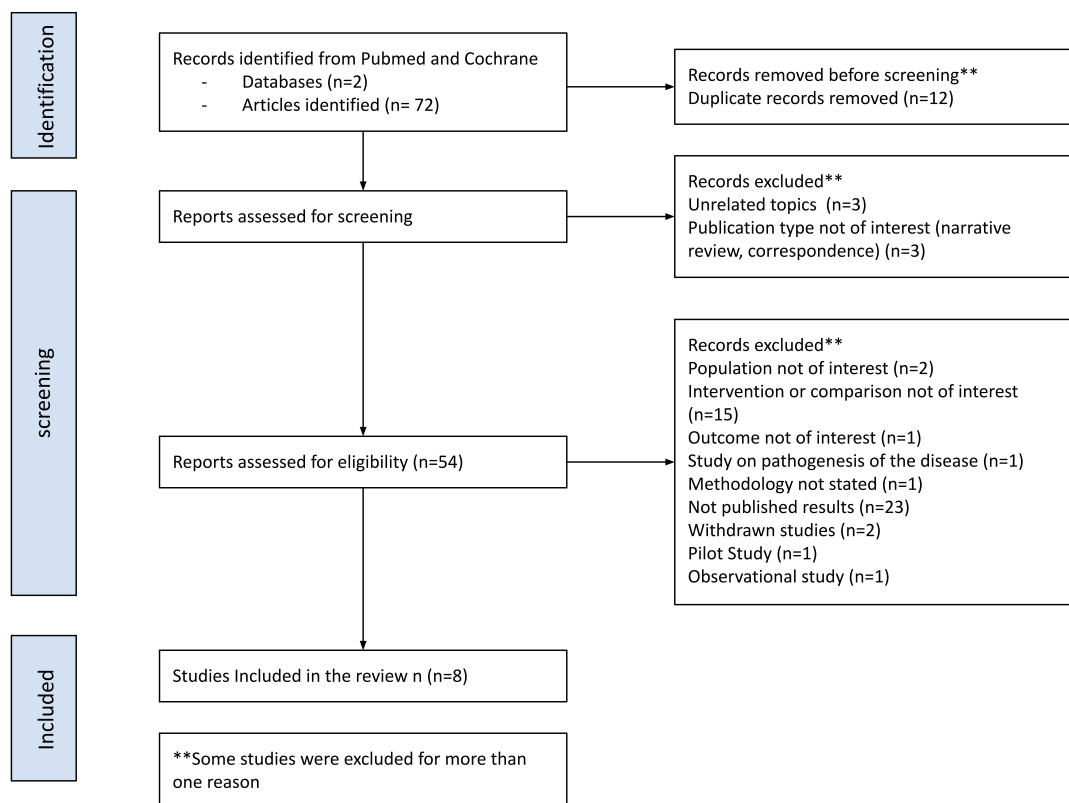 Identification
Records identified from Pubmed and Cochrane
- Databases (n=2)
- Articles identified (n= 72)
Records removed before screening**
Duplicate records removed (n=12)
screening
Reports assessed for screening
Records excluded**
Unrelated topics (n=3)
Publication type not of interest (narrative
review, correspondence) (n=3)
Reports assessed for eligibility (n=54)
Records excluded**
Population not of interest (n=2)
Intervention or comparison not of interest
(n=15)
Outcome not of interest (n=1)
Study on pathogenesis of the disease (n=1)
Methodology not stated (n=1)
Not published results (n=23)
Withdrawn studies (n=2)
Pilot Study (n=1)
Observational study (n=1)
Included
Studies Included in the review n (n=8)
**Some studies were excluded for more than
one reason